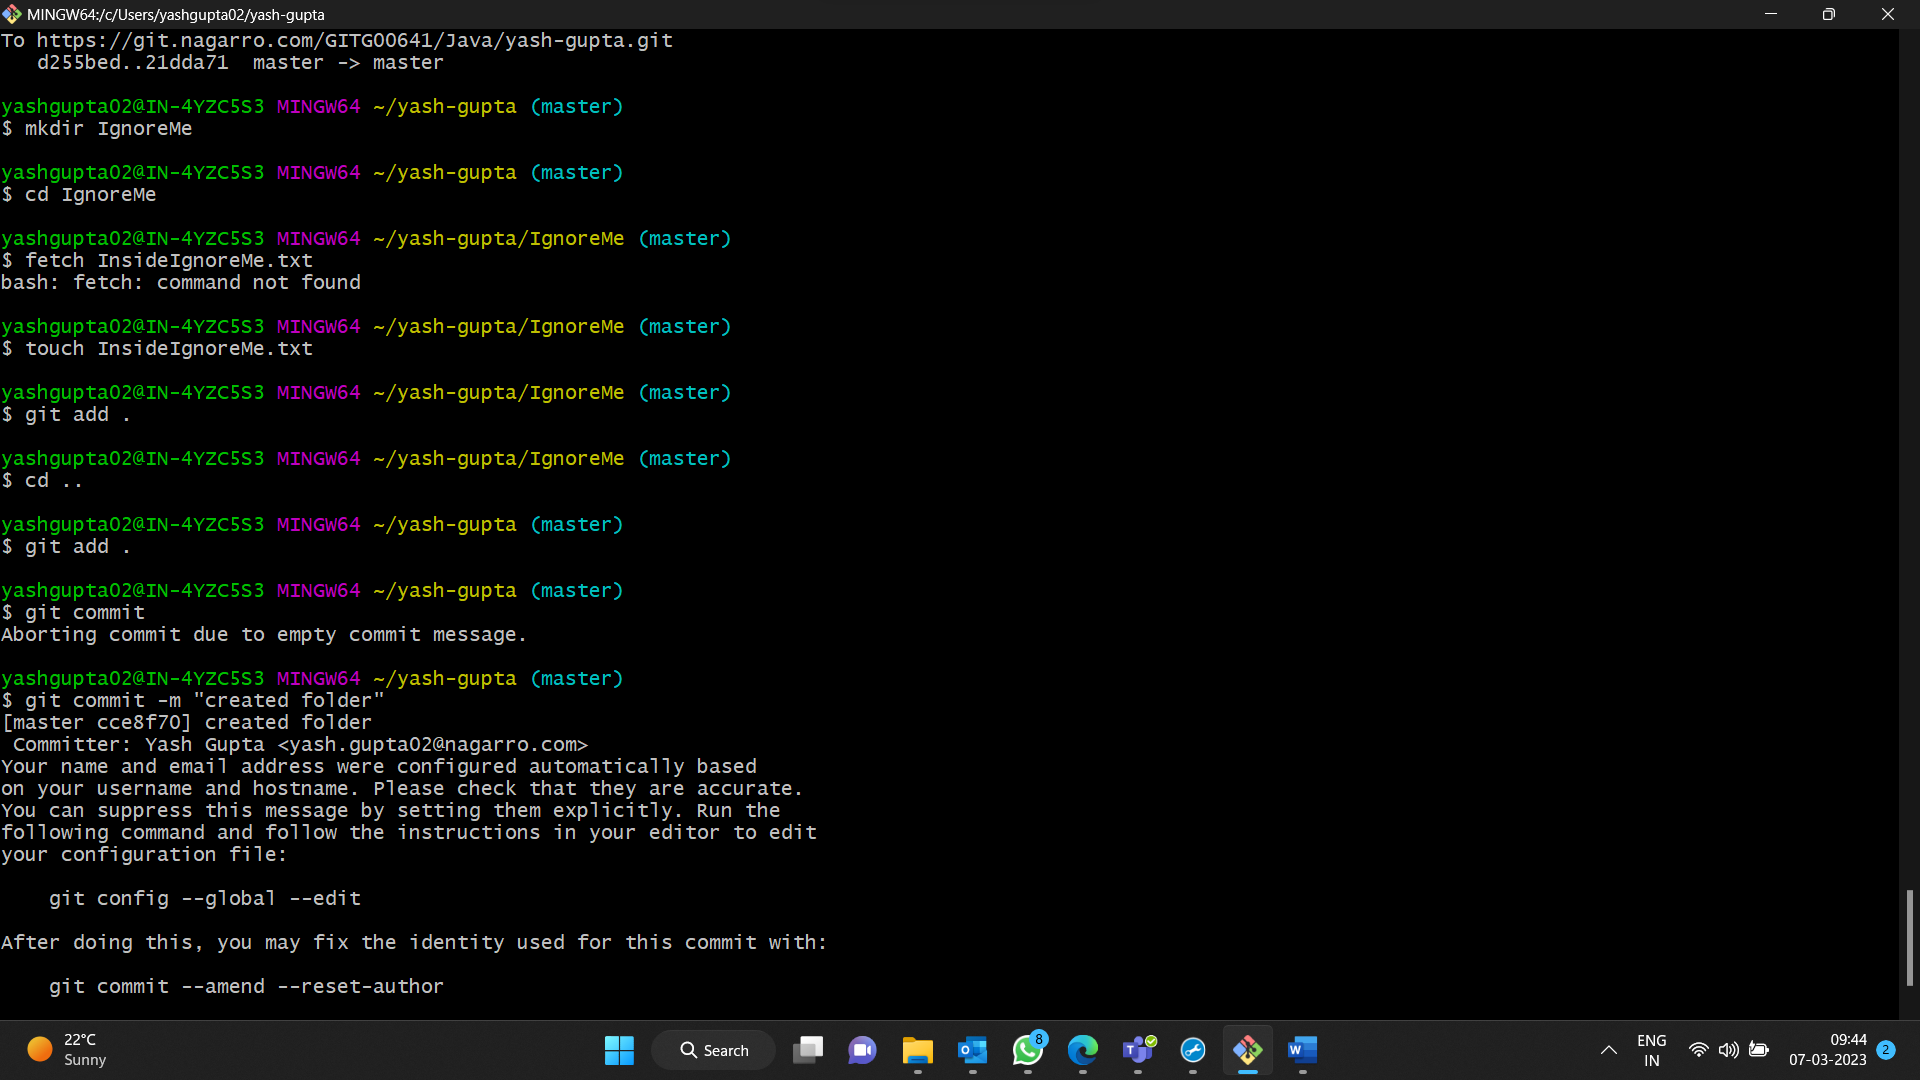 MINGW64:/c/Users/yashgupta02/yash-gupta
To https://git.nagarro.com/GITG00641/Java/yash-gupta.git
   d255bed..21dda71  master -> master
yashgupta02@IN-4YZC5S3 MINGW64 ~/yash-gupta (master)
$ mkdir IgnoreMe
yashgupta02@IN-4YZC5S3 MINGW64 ~/yash-gupta (master)
$ cd IgnoreMe
yashgupta02@IN-4YZC5S3 MINGW64 ~/yash-gupta/IgnoreMe (master)
$ fetch InsideIgnoreMe.txt
bash: fetch: command not found
yashgupta02@IN-4YZC5S3 MINGW64 ~/yash-gupta/IgnoreMe (master)
$ touch InsideIgnoreMe.txt
yashgupta02@IN-4YZC5S3 MINGW64 ~/yash-gupta/IgnoreMe (master)
$ git add .
yashgupta02@IN-4YZC5S3 MINGW64 ~/yash-gupta/IgnoreMe (master)
$ cd ..
yashgupta02@IN-4YZC5S3 MINGW64 ~/yash-gupta (master)
$ git add .
yashgupta02@IN-4YZC5S3 MINGW64 ~/yash-gupta (master)
$ git commit
Aborting commit due to empty commit message.
yashgupta02@IN-4YZC5S3 MINGW64 ~/yash-gupta (master)
$ git commit -m "created folder"
[master cce8f70] created folder
 Committer: Yash Gupta <yash.gupta02@nagarro.com>
Your name and email address were configured automatically based
on your username and hostname. Please check that they are accurate.
You can suppress this message by setting them explicitly. Run the
following command and follow the instructions in your editor to edit
your configuration file:
    git config --global --edit
After doing this, you may fix the identity used for this commit with:
    git commit --amend --reset-author
22°C
Sunny
Search
8
ENG
IN
09:44
07-03-2023
2